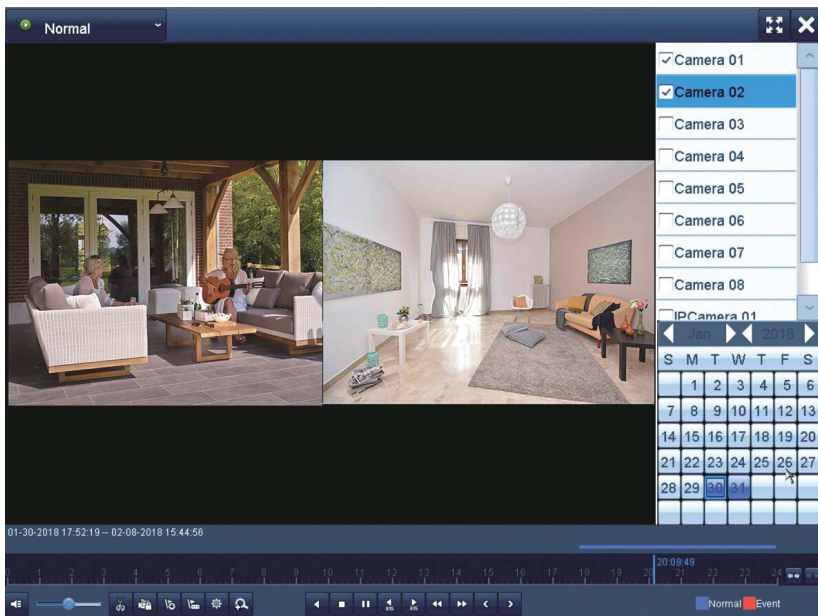 Normal
Camera 01
Camera 02
Camera 03
Camera 04
Camera 05
Camera 06
Camera 07
Camera 08
IPCamera 01
Jan 2018
S M T W T F S
1 2 3 4 5 6
7 8 9 10 11 12 13
14 15 16 17 18 19 20
21 22 23 24 25 26 27
28 29 30 31
01-30-2018 17:52:19 -- 02-08-2018 15:44:56
20:09:49
0 1 2 3 4 5 6 7 8 9 10 11 12 13 14 15 16 17 18 19 20 21 22 23 24
30S 30S
Normal Event